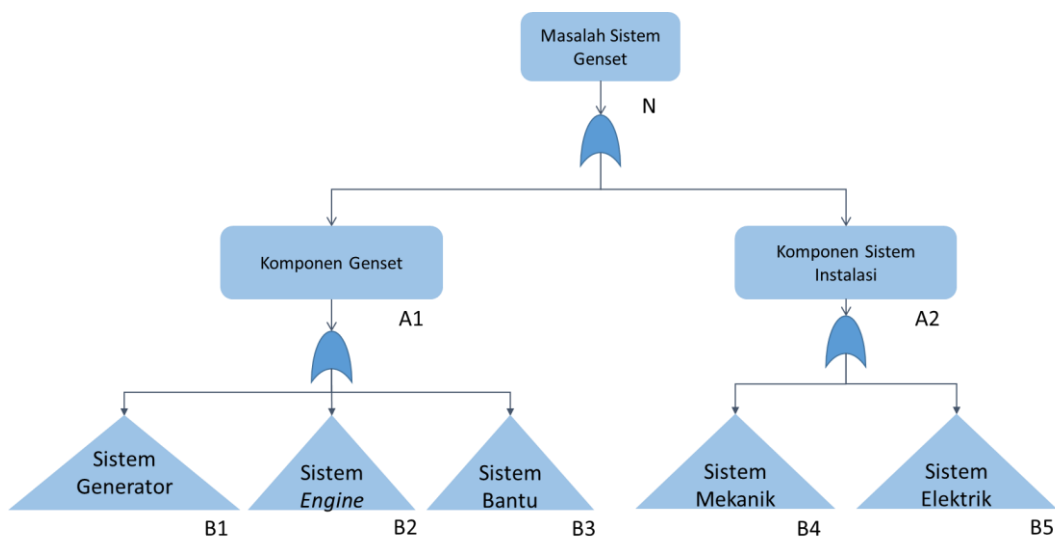 Masalah Sistem
Genset
N
Komponen Genset
Komponen Sistem
Instalasi
A1
A2
Sistem
Generator
Sistem
Engine
Sistem
Bantu
Sistem
Mekanik
Sistem
Elektrik
B1
B2
B3
B4
B5